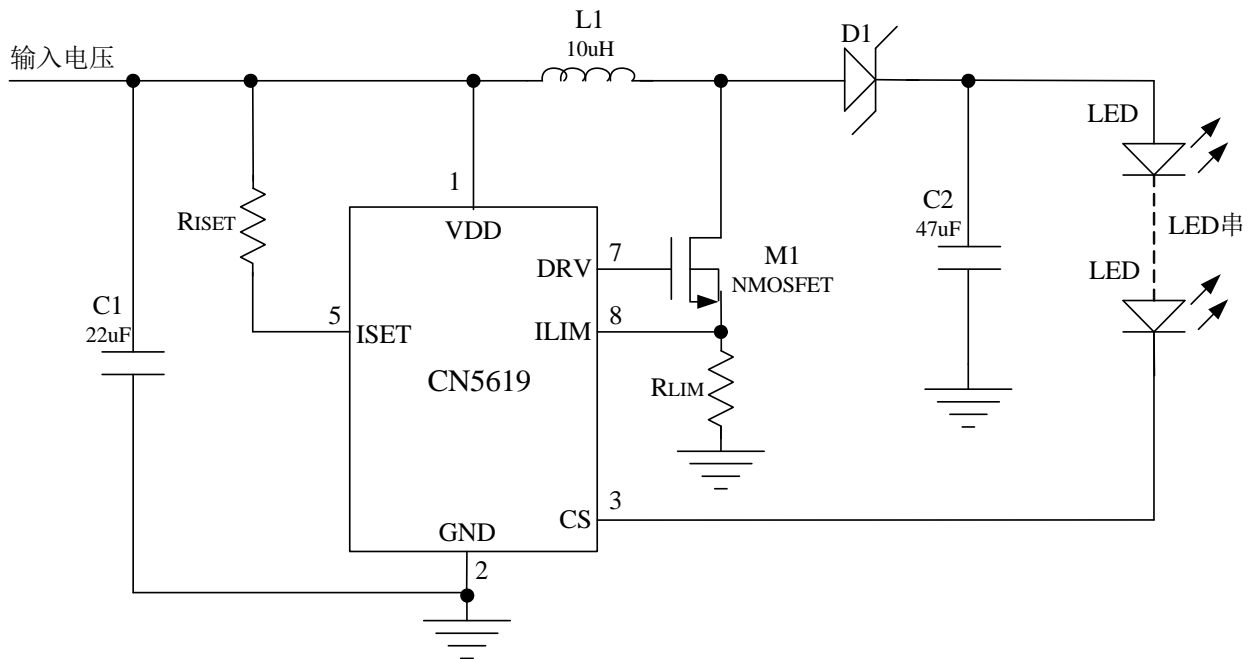 L1
10uH
D1
输入电压
LED
1
VDD
RISET
C2
47uF
LED串
7
DRV
M1
NMOSFET
LED
C1
22uF
5
ISET
8
ILIM
CN5619
RLIM
3
CS
GND
2